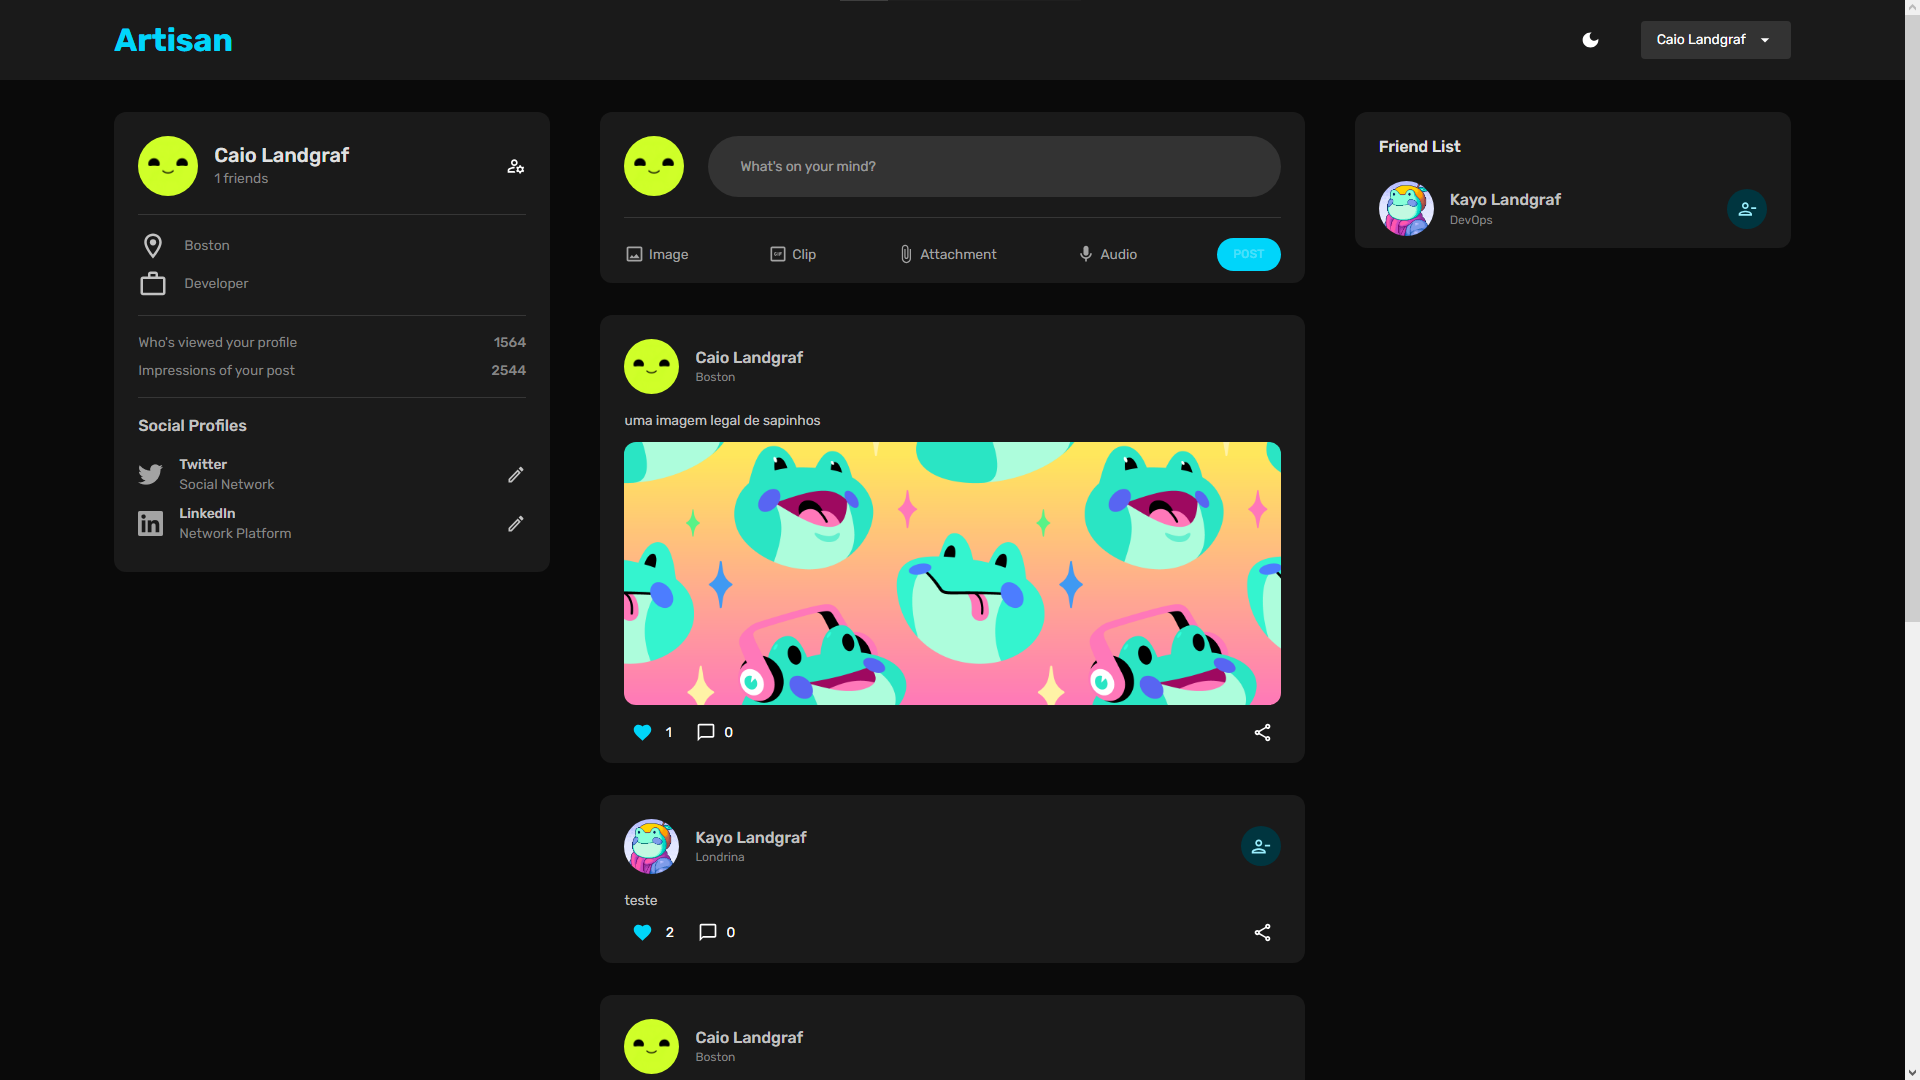 Artisan
Caio Landgraf
Caio Landgraf
1 friends
Boston
Developer
Who's viewed your profile 1564
Impressions of your post 2544
Social Profiles
Twitter
Social Network
LinkedIn
Network Platform
What's on your mind?
Image
GIF Clip
Attachment
Audio
POST
Caio Landgraf
Boston
uma imagem legal de sapinhos
1 0
Kayo Landgraf
Londrina
teste
2 0
Caio Landgraf
Boston
Friend List
Kayo Landgraf
DevOps